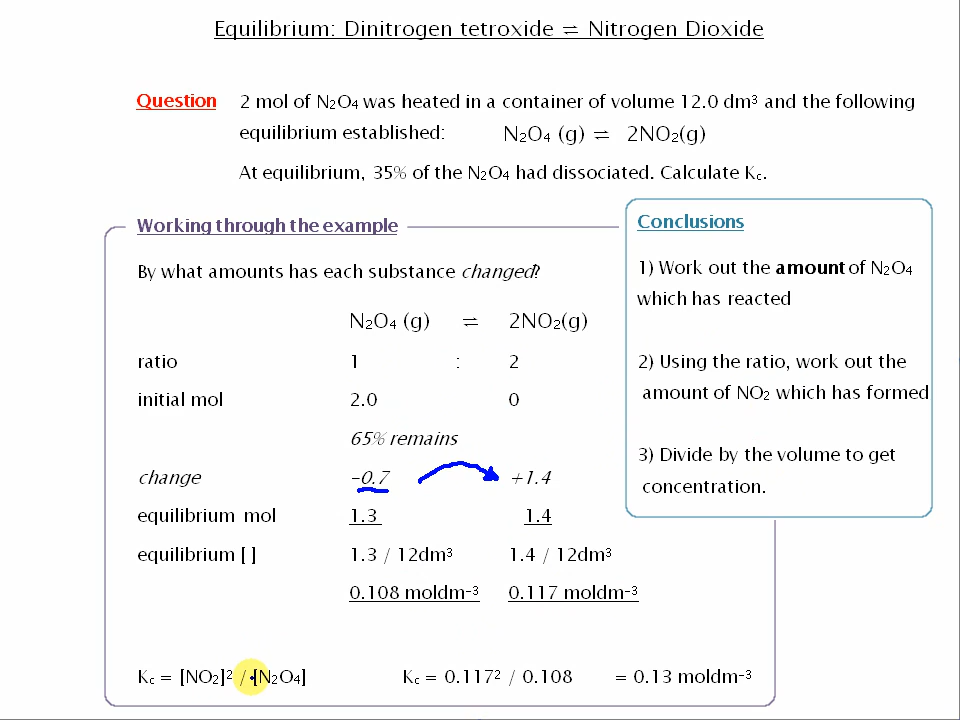 Equilibrium: Dinitrogen tetroxide ⇌ Nitrogen Dioxide
Question 2 mol of N₂O₄ was heated in a container of volume 12.0 dm³ and the following
equilibrium established: N₂O₄ (g) ⇌ 2NO₂(g)
At equilibrium, 35% of the N₂O₄ had dissociated. Calculate K꜀.
Working through the example
By what amounts has each substance changed?
N₂O₄ (g) ⇌ 2NO₂(g)
ratio 1 : 2
initial mol 2.0 0
65% remains
change -0.7 +1.4
equilibrium mol 1.3 1.4
equilibrium [ ] 1.3 / 12dm³ 1.4 / 12dm³
0.108 moldm⁻³ 0.117 moldm⁻³
K꜀ = [NO₂]² / [N₂O₄] K꜀ = 0.117² / 0.108 = 0.13 moldm⁻³
Conclusions
1) Work out the amount of N₂O₄
which has reacted
2) Using the ratio, work out the
amount of NO₂ which has formed
3) Divide by the volume to get
concentration.